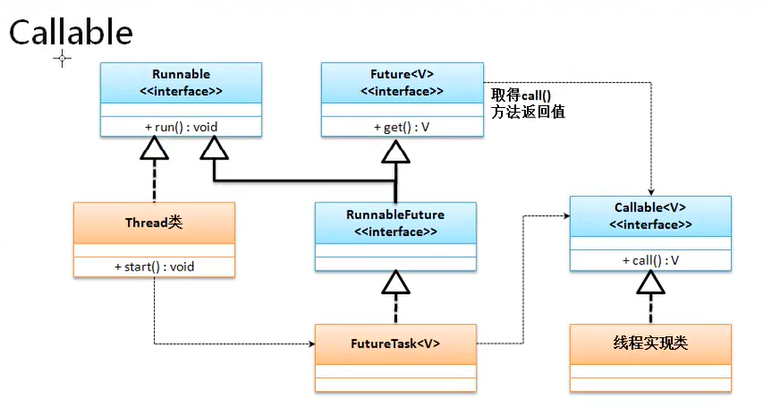 Callable
Runnable
<<interface>>
+ run() : void
Future<V>
<<interface>>
+ get() : V
取得call()
方法返回值
Thread类
+ start() : void
RunnableFuture
<<interface>>
Callable<V>
<<interface>>
+ call() : V
FutureTask<V>
线程实现类